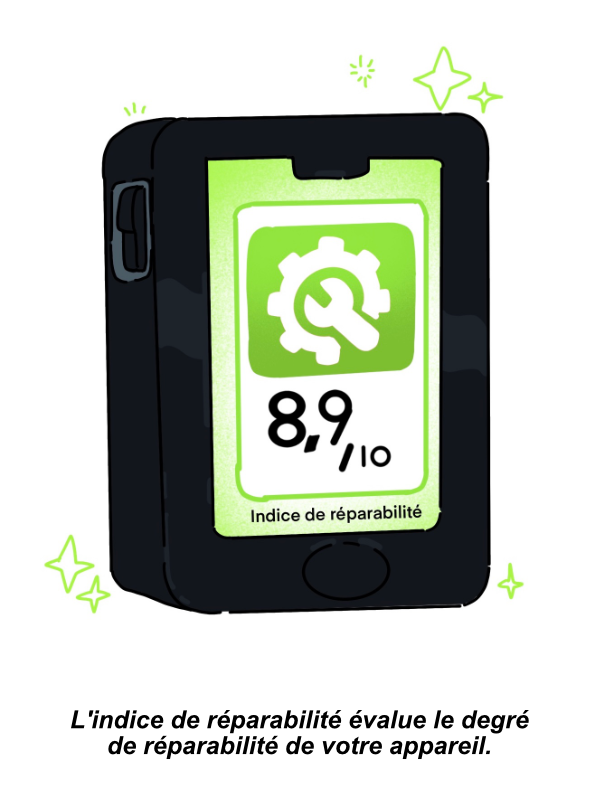 8,9
/10
Indice de réparabilité
L'indice de réparabilité évalue le degré
de réparabilité de votre appareil.